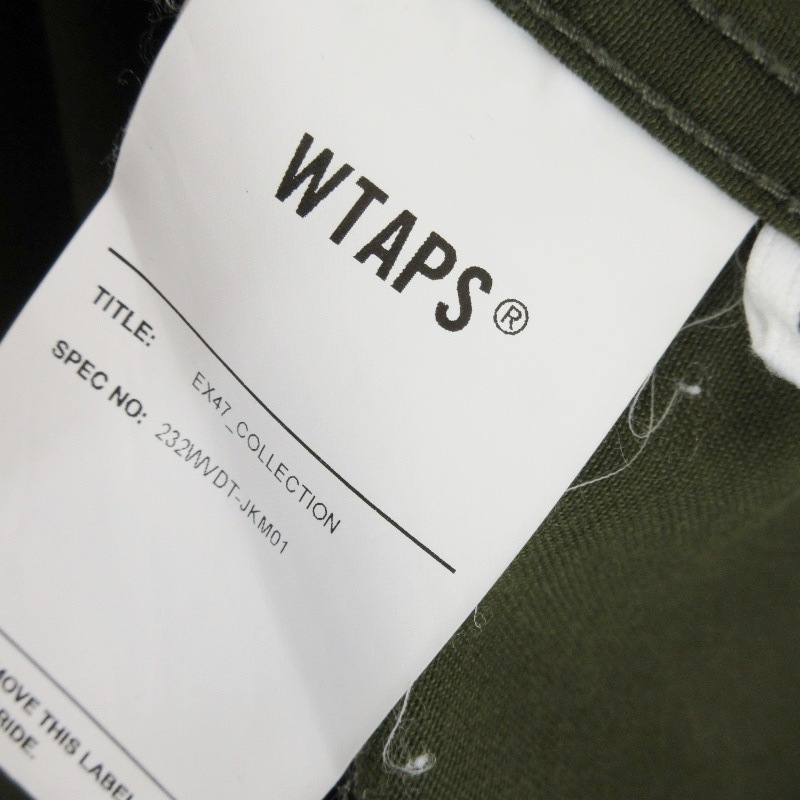 WTAPS®
TITLE: EX47_COLLECTION
SPEC NO: 232WVDT-JKM01
MOVE THIS LABEL
RIDE.